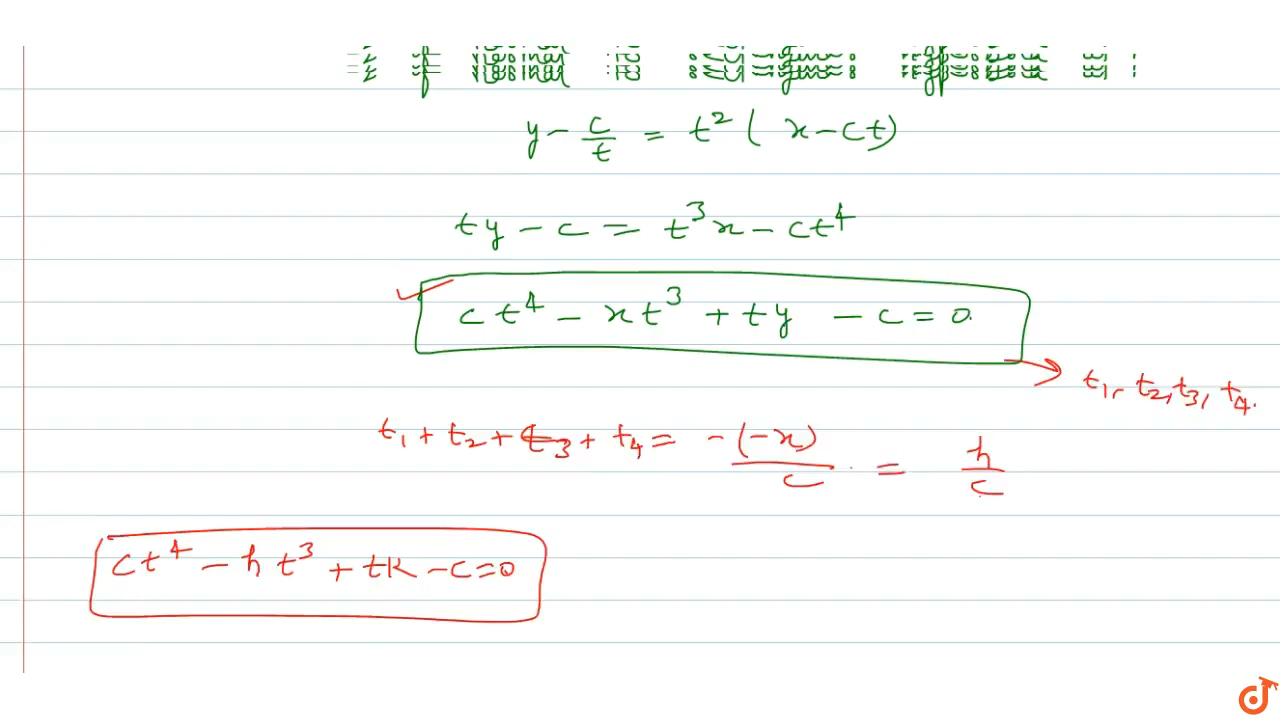 y - c/t = t² ( x - ct)
ty - c = t³x - ct⁴
ct⁴ - xt³ + ty - c = 0.
t₁, t₂, t₃, t₄.
t₁ + t₂ + t₃ + t₄ = -(-x)/c = h/c
ct⁴ - ht³ + tk - c = 0